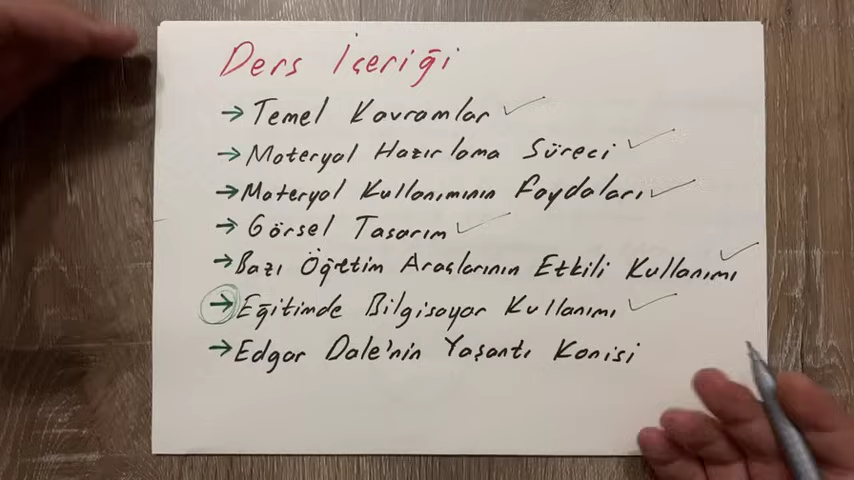 Ders İçeriği
→ Temel Kavramlar ✓
→ Materyal Hazırlama Süreci ✓
→ Materyal Kullanımının Faydaları ✓
→ Görsel Tasarım ✓
→ Bazı Öğretim Araçlarının Etkili Kullanımı ✓
→ Eğitimde Bilgisayar Kullanımı ✓
→ Edgar Dale'nin Yaşantı Konisi